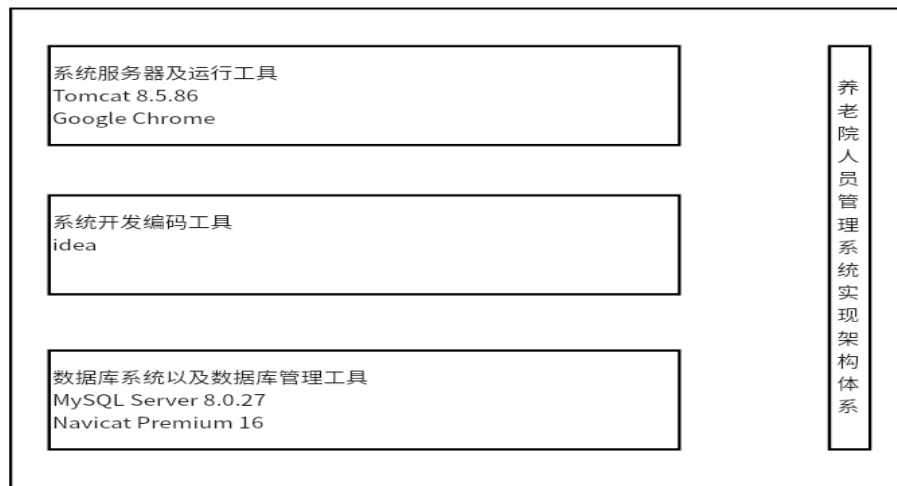 系统服务器及运行工具
Tomcat 8.5.86
Google Chrome
系统开发编码工具
idea
数据库系统以及数据库管理工具
MySQL Server 8.0.27
Navicat Premium 16
养老院人员管理系统实现架构体系